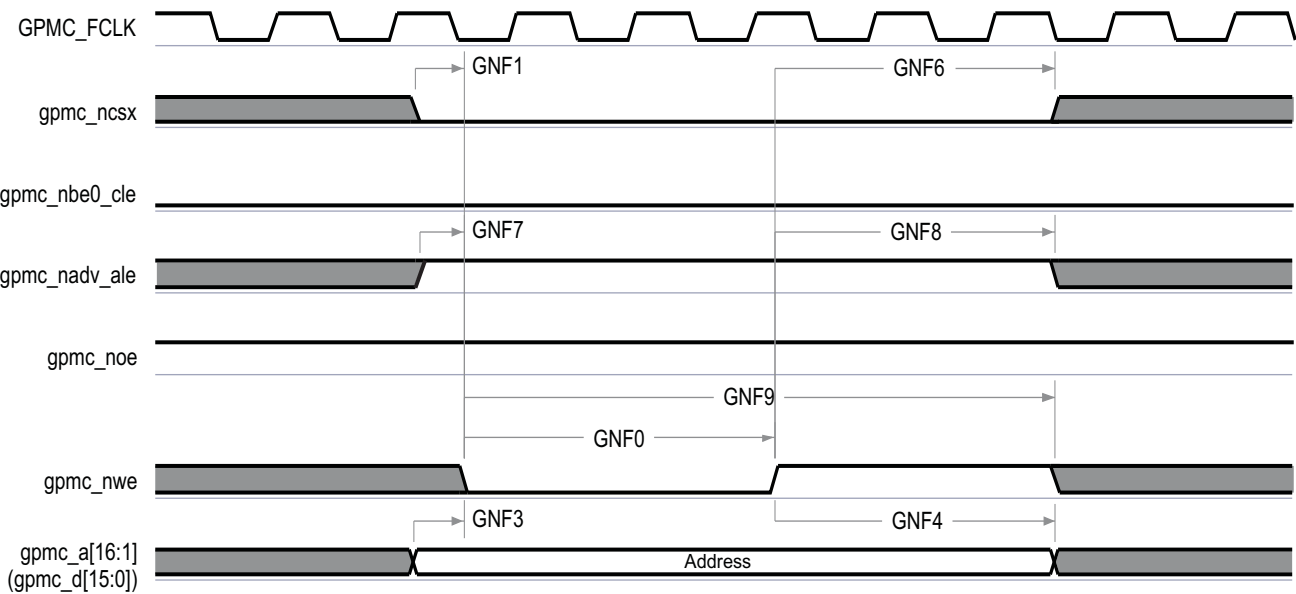 GPMC_FCLK
GNF1
GNF6
gpmc_ncsx
gpmc_nbe0_cle
GNF7
GNF8
gpmc_nadv_ale
gpmc_noe
GNF9
GNF0
gpmc_nwe
GNF3
GNF4
gpmc_a[16:1]
(gpmc_d[15:0])
Address